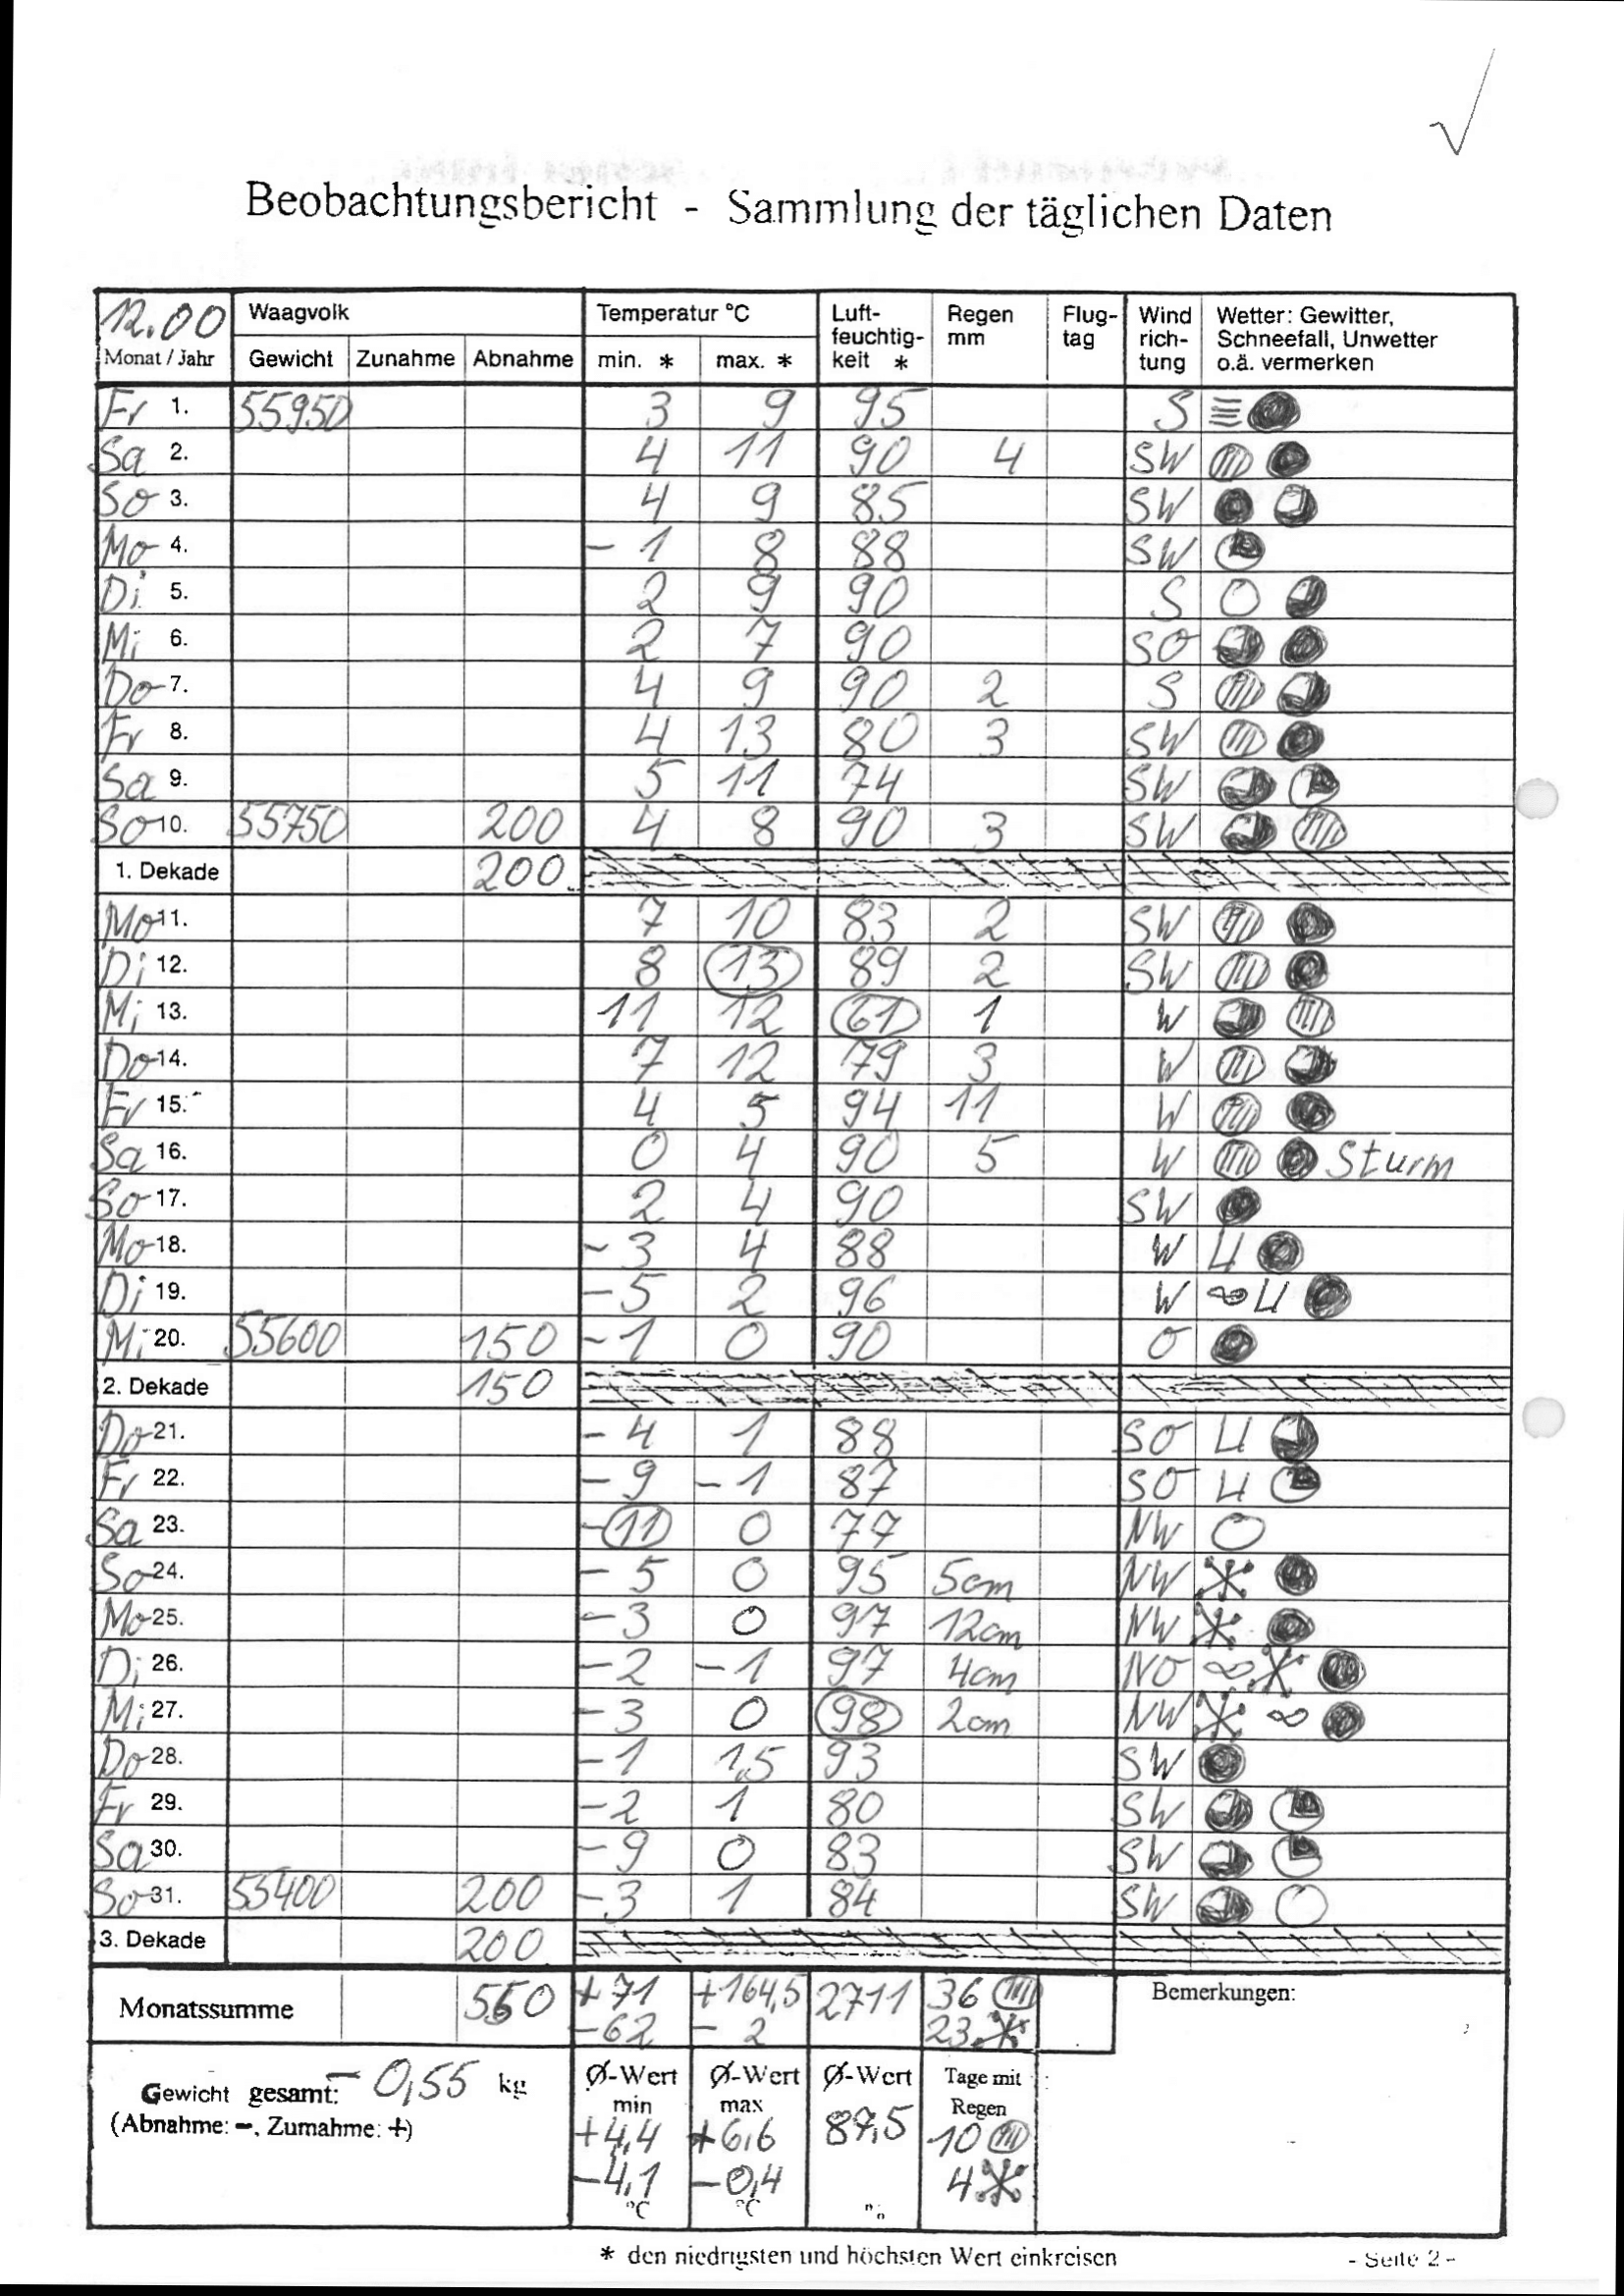 Beobachtungsbericht - Sammlung der täglichen Daten
12.00 Waagvolk Temperatur °C Luft- Regen Flug- Wind Wetter: Gewitter,
feuchtig- mm tag rich- Schneefall, Unwetter
Monat / Jahr Gewicht Zunahme Abnahme min. * max. * keit * tung o.ä. vermerken
Fr 1. 55950 3 9 95 S
Sa 2. 4 11 90 4 SW
So 3. 4 9 85 SW
Mo 4. - 1 8 88 SW
Di 5. 2 9 90 S
Mi 6. 2 7 90 SO
Do 7. 4 9 90 2 S
Fr 8. 4 13 80 3 SW
Sa 9. 5 11 74 SW
So 10. 55750 200 4 8 90 3 SW
1. Dekade 200
Mo 11. 7 10 83 2 SW
Di 12. 8 13 89 2 SW
Mi 13. 11 12 61 1 W
Do 14. 7 12 79 3 W
Fr 15. 4 5 94 11 W
Sa 16. 0 4 90 5 W Sturm
So 17. 2 4 90 SW
Mo 18. - 3 4 88 W
Di 19. - 5 2 96 W
Mi 20. 55600 150 - 1 0 90 O
2. Dekade 150
Do 21. - 4 1 88 SO
Fr 22. - 9 - 1 87 SO
Sa 23. - 11 0 77 NW
So 24. - 5 0 95 5cm NW
Mo 25. - 3 0 97 12cm NW
Di 26. - 2 - 1 97 4cm NO
Mi 27. - 3 0 98 2cm NW
Do 28. - 1 1,5 93 SW
Fr 29. - 2 1 80 SW
Sa 30. - 9 0 83 SW
So 31. 55400 200 - 3 1 84 SW
3. Dekade 200
Monatssumme 550 + 71 + 164,5 2711 36 Bemerkungen:
- 62 - 2 23
Gewicht gesamt: - 0,55 kg Ø-Wert Ø-Wert Ø-Wert Tage mit
(Abnahme: -, Zumahme: +) min max Regen
+ 4,4 + 6,6 87,5 10
- 4,1 - 0,4 4
°C °C
* den niedrigsten und höchsten Wert einkreisen - Seite 2 -